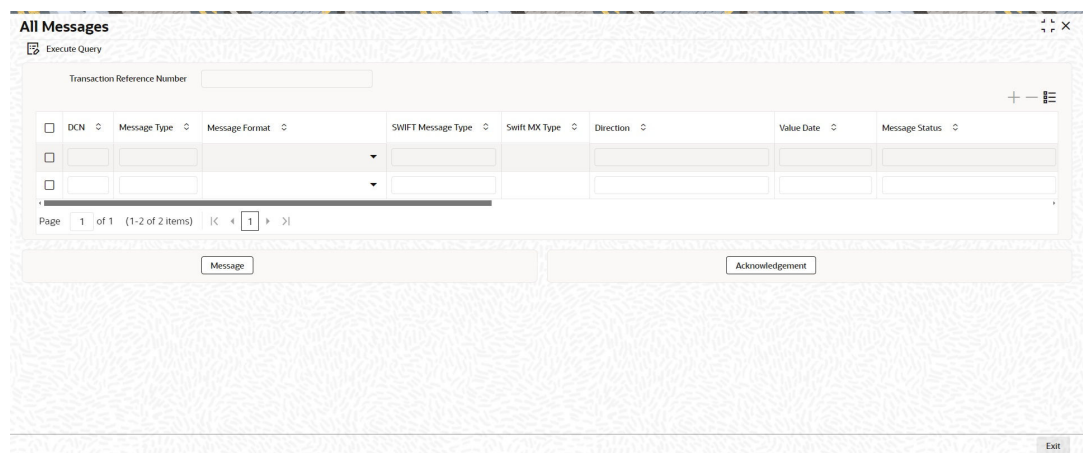 All Messages
Execute Query
Transaction Reference Number
DCN Message Type Message Format SWIFT Message Type Swift MX Type Direction Value Date Message Status
Page 1 of 1 (1-2 of 2 items) 1
Message Acknowledgement
Exit